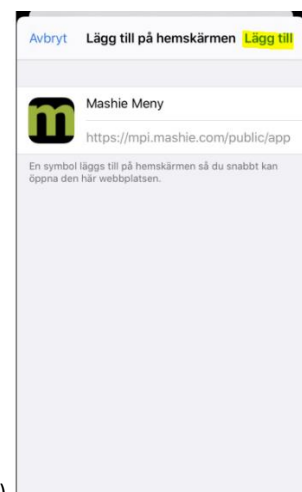 Avbryt Lägg till på hemskärmen Lägg till
m
Mashie Meny
https://mpi.mashie.com/public/app
En symbol läggs till på hemskärmen så du snabbt kan
öppna den här webbplatsen.
)